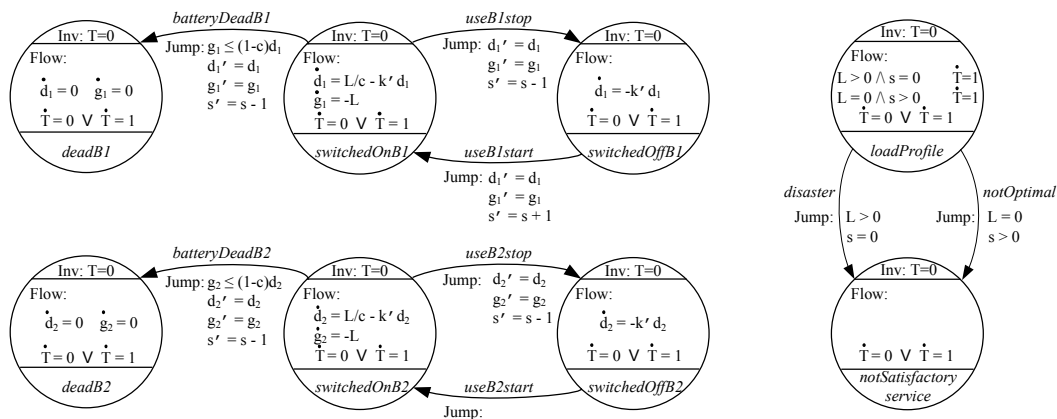 batteryDeadB1
Jump: g₁ ≤ (1-c)d₁
d₁′ = d₁
g₁′ = g₁
s′ = s - 1
useB1stop
Jump: d₁′ = d₁
g₁′ = g₁
s′ = s - 1
Inv: T=0
Flow:
ḋ₁ = 0 ġ₁ = 0
Ṫ = 0 ∨ Ṫ = 1
deadB1
Inv: T=0
Flow:
ḋ₁ = L/c - k′ d₁
ġ₁ = -L
Ṫ = 0 ∨ Ṫ = 1
switchedOnB1
Inv: T=0
Flow:
ḋ₁ = -k′ d₁
Ṫ = 0 ∨ Ṫ = 1
switchedOffB1
useB1start
Jump: d₁′ = d₁
g₁′ = g₁
s′ = s + 1
Inv: T=0
Flow:
L > 0 /\ s = 0 Ṫ=1
L = 0 /\ s > 0 Ṫ=1
Ṫ = 0 ∨ Ṫ = 1
loadProfile
disaster
Jump: L > 0
s = 0
notOptimal
Jump: L = 0
s > 0
batteryDeadB2
Jump: g₂ ≤ (1-c)d₂
d₂′ = d₂
g₂′ = g₂
s′ = s - 1
useB2stop
Jump: d₂′ = d₂
g₂′ = g₂
s′ = s - 1
Inv: T=0
Flow:
ḋ₂ = 0 ġ₂ = 0
Ṫ = 0 ∨ Ṫ = 1
deadB2
Inv: T=0
Flow:
ḋ₂ = L/c - k′ d₂
ġ₂ = -L
Ṫ = 0 ∨ Ṫ = 1
switchedOnB2
Inv: T=0
Flow:
ḋ₂ = -k′ d₂
Ṫ = 0 ∨ Ṫ = 1
switchedOffB2
useB2start
Jump:
Inv: T=0
Flow:
Ṫ = 0 ∨ Ṫ = 1
notSatisfactory
service